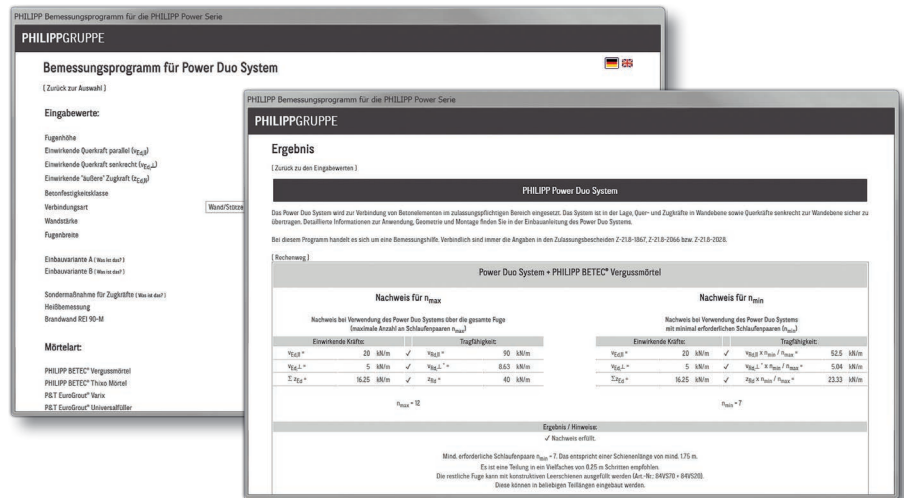 PHILIPP Bemessungsprogramm für die PHILIPP Power Serie
PHILIPPGRUPPE
Bemessungsprogramm für Power Duo System
[ Zurück zur Auswahl ]
Eingabewerte:
Fugenhöhe
Einwirkende Querkraft parallel (vEd,II)
Einwirkende Querkraft senkrecht (vEd,⊥)
Einwirkende "äußere" Zugkraft (zEd,N)
Betonfestigkeitsklasse
Verbindungsart Wand/Stütze
Wandstärke
Fugenbreite
Einbauvariante A ( Was ist das? )
Einbauvariante B ( Was ist das? )
Sondermaßnahme für Zugkräfte ( Was ist das? )
Heißbemessung
Brandwand REI 90-M
Mörtelart:
PHILIPP BETEC® Vergussmörtel
PHILIPP BETEC® Thixo Mörtel
P&T EuroGrout® Varix
P&T EuroGrout® Universalfüller
PHILIPP Bemessungsprogramm für die PHILIPP Power Serie
PHILIPPGRUPPE
Ergebnis
[ Zurück zu den Eingabewerten ]
PHILIPP Power Duo System
Das Power Duo System wird zur Verbindung von Betonelementen im zulassungspflichtigen Bereich eingesetzt. Das System ist in der Lage, Quer- und Zugkräfte in Wandebene sowie Querkräfte senkrecht zur Wandebene sicher zu
übertragen. Detaillierte Informationen zur Anwendung, Geometrie und Montage finden Sie in der Einbauanleitung des Power Duo Systems.
Bei diesem Programm handelt es sich um eine Bemessungshilfe. Verbindlich sind immer die Angaben in den Zulassungsbescheiden Z-21.8-1867, Z-21.8-2066 bzw. Z-21.8-2028.
[ Rechenweg ]
Power Duo System + PHILIPP BETEC® Vergussmörtel
Nachweis für nmax
Nachweis bei Verwendung des Power Duo Systems über die gesamte Fuge
(maximale Anzahl an Schlaufenpaaren nmax)
Einwirkende Kräfte: Tragfähigkeit:
vEd,II = 20 kN/m ✓ vRd,II = 90 kN/m
vEd,⊥ = 5 kN/m ✓ vRd,⊥* = 8.63 kN/m
Σ zEd = 16.25 kN/m ✓ zRd = 40 kN/m
nmax = 12
Nachweis für nmin
Nachweis bei Verwendung des Power Duo Systems
mit minimal erforderlichen Schlaufenpaaren (nmin)
Einwirkende Kräfte: Tragfähigkeit:
vEd,II = 20 kN/m ✓ vRd,II x nmin / nmax = 52.5 kN/m
vEd,⊥ = 5 kN/m ✓ vRd,⊥* x nmin / nmax = 5.04 kN/m
Σ zEd = 16.25 kN/m ✓ zRd x nmin / nmax = 23.33 kN/m
nmin = 7
Ergebnis / Hinweise:
✓ Nachweis erfüllt.
Mind. erforderliche Schlaufenpaare nmin = 7. Das entspricht einer Schienenlänge von mind. 1.75 m.
Es ist eine Teilung in ein Vielfaches von 0.25 m Schritten empfohlen.
Die restliche Fuge kann mit konstruktiven Leerschienen ausgefüllt werden (Art.-Nr.: 84VS70 + 84VS20).
Diese können in beliebigen Teillängen eingebaut werden.